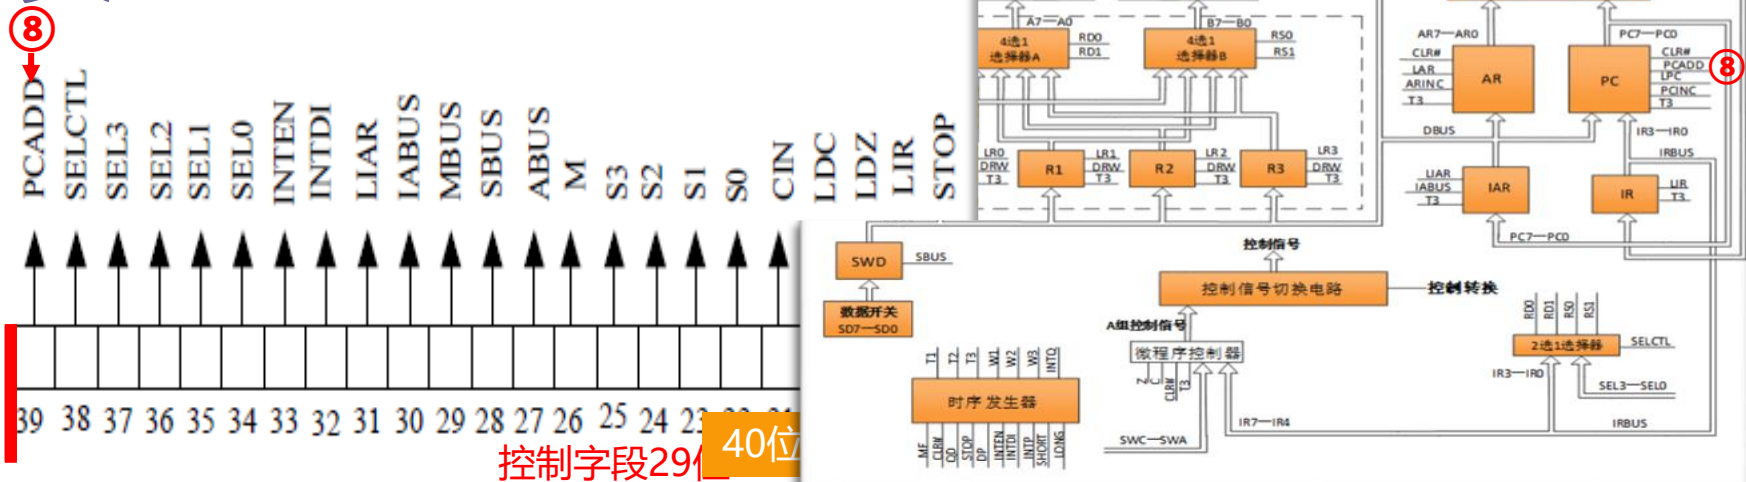 ⑧
PCADD
SELCTL
SEL3
SEL2
SEL1
SEL0
INTEN
INTDI
LIAR
IABUS
MBUS
SBUS
ABUS
M
S3
S2
S1
S0
CIN
LDC
LDZ
LIR
STOP
39 38 37 36 35 34 33 32 31 30 29 28 27 26 25 24 23
控制字段29位
40位
A7—A0
B7—B0
4选1
选择器A
RD0
RD1
4选1
选择器B
RS0
RS1
LR0
DRW
T3
R1
LR1
DRW
T3
R2
LR2
DRW
T3
R3
LR3
DRW
T3
AR7—AR0
CLR#
LAR
ARINC
T3
AR
PC7—PC0
PC
CLR#
PCADD
⑧
LPC
PCINC
T3
DBUS
IR3—IR0
IRBUS
LIAR
IABUS
T3
IAR
IR
LIR
T3
PC7—PC0
SWD
SBUS
数据开关
SD7—SD0
控制信号
控制信号切换电路
控制转换
A组控制信号
微程序控制器
Z
C
CLR#
T3
T1
T2
T3
W1
W2
W3
INTQ
时序发生器
MF
CLR#
QD
STOP
DP
INTEN
INTDI
INTP
SHORT
LONG
SWC—SWA
IR7—IR4
RD0
RD1
RS0
RS1
2选1选择器
SELCTL
IR3—IR0
SEL3—SEL0
IRBUS